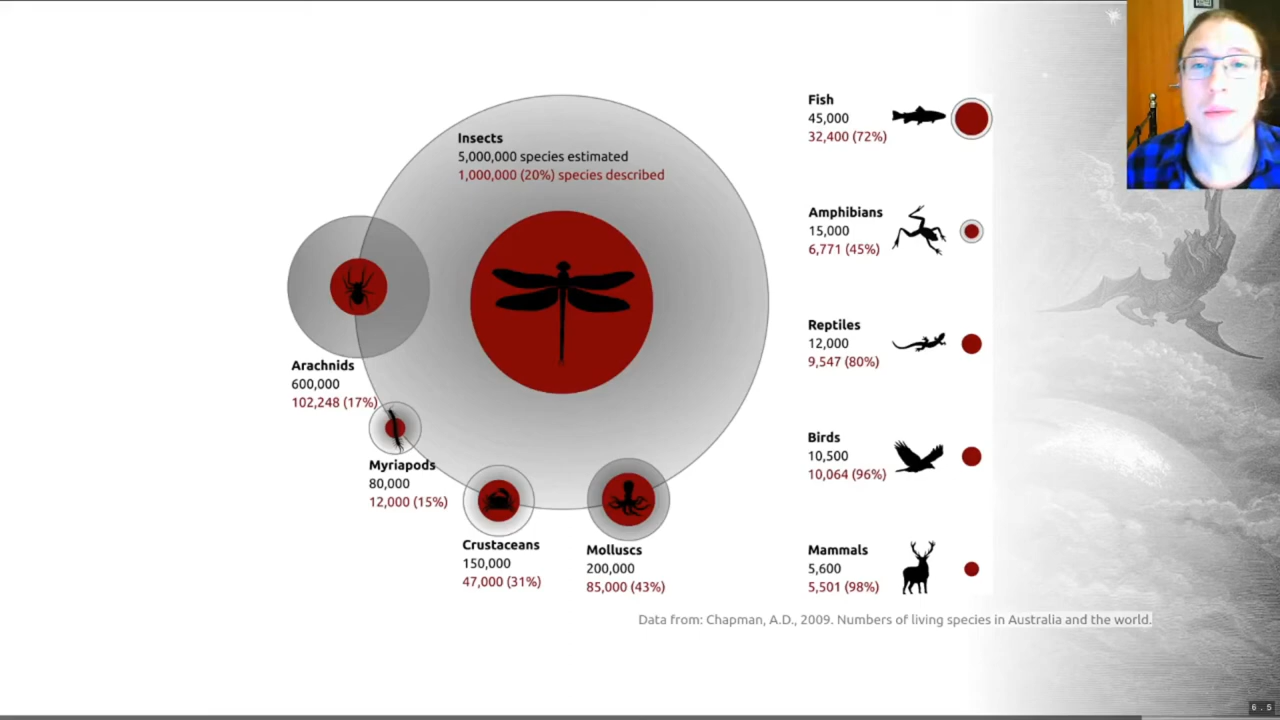 Insects
5,000,000 species estimated
1,000,000 (20%) species described
Arachnids
600,000
102,248 (17%)
Myriapods
80,000
12,000 (15%)
Crustaceans
150,000
47,000 (31%)
Molluscs
200,000
85,000 (43%)
Fish
45,000
32,400 (72%)
Amphibians
15,000
6,771 (45%)
Reptiles
12,000
9,547 (80%)
Birds
10,500
10,064 (96%)
Mammals
5,600
5,501 (98%)
Data from: Chapman, A.D., 2009. Numbers of living species in Australia and the world.
6.5